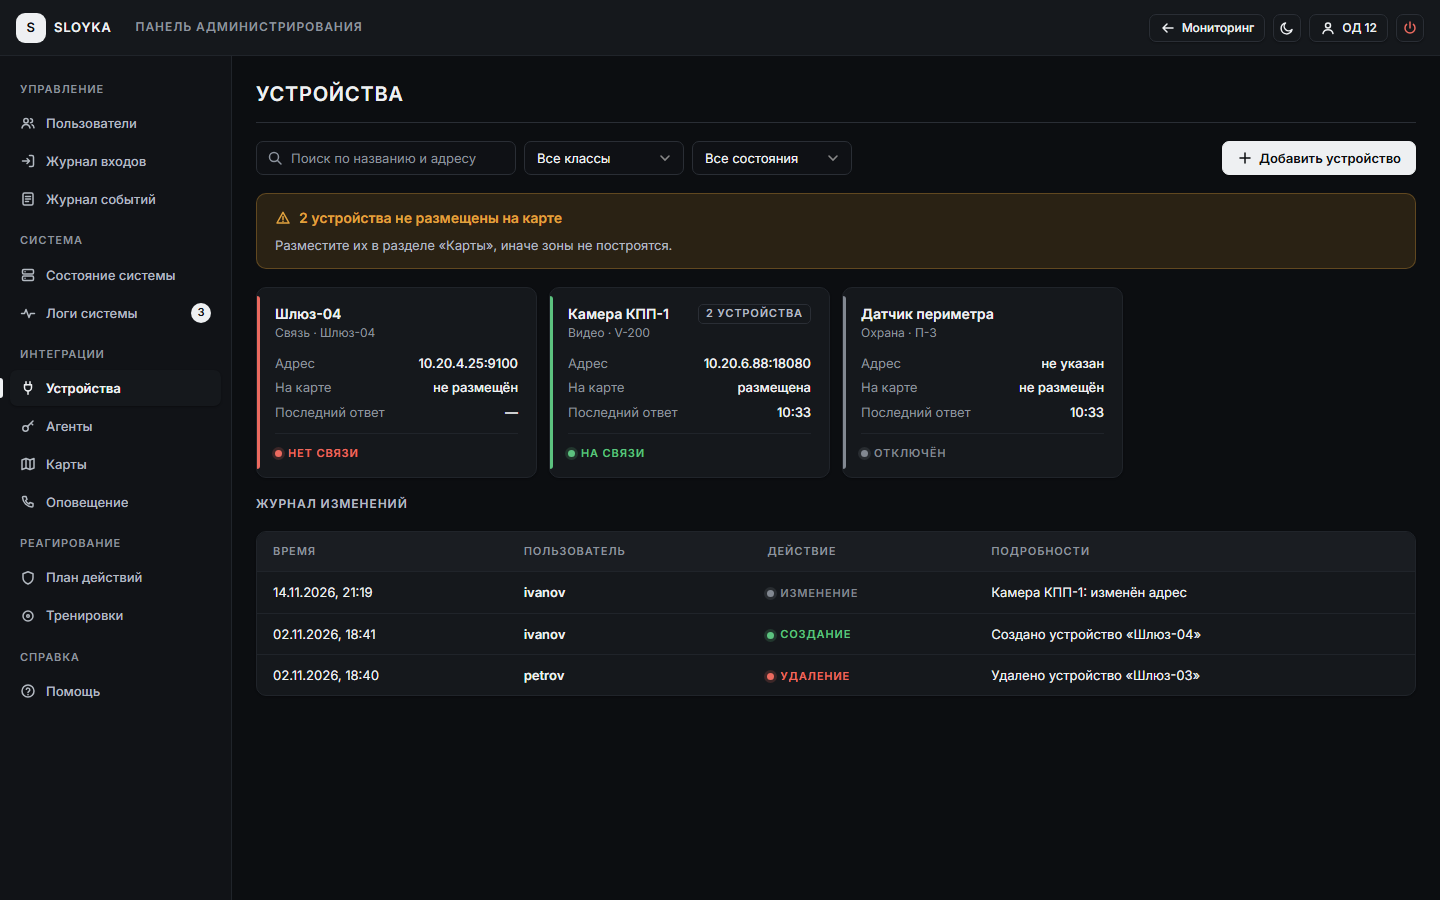 S SLOYKA ПАНЕЛЬ АДМИНИСТРИРОВАНИЯ Мониторинг ОД 12
УПРАВЛЕНИЕ
Пользователи
Журнал входов
Журнал событий
СИСТЕМА
Состояние системы
Логи системы 3
ИНТЕГРАЦИИ
Устройства
Агенты
Карты
Оповещение
РЕАГИРОВАНИЕ
План действий
Тренировки
СПРАВКА
Помощь
УСТРОЙСТВА
Поиск по названию и адресу Все классы Все состояния Добавить устройство
2 устройства не размещены на карте
Разместите их в разделе «Карты», иначе зоны не построятся.
Шлюз-04
Связь · Шлюз-04
Адрес 10.20.4.25:9100
На карте не размещён
Последний ответ —
НЕТ СВЯЗИ
Камера КПП-1 2 УСТРОЙСТВА
Видео · V-200
Адрес 10.20.6.88:18080
На карте размещена
Последний ответ 10:33
НА СВЯЗИ
Датчик периметра
Охрана · П-3
Адрес не указан
На карте не размещён
Последний ответ 10:33
ОТКЛЮЧЁН
ЖУРНАЛ ИЗМЕНЕНИЙ
ВРЕМЯ ПОЛЬЗОВАТЕЛЬ ДЕЙСТВИЕ ПОДРОБНОСТИ
14.11.2026, 21:19 ivanov ИЗМЕНЕНИЕ Камера КПП-1: изменён адрес
02.11.2026, 18:41 ivanov СОЗДАНИЕ Создано устройство «Шлюз-04»
02.11.2026, 18:40 petrov УДАЛЕНИЕ Удалено устройство «Шлюз-03»